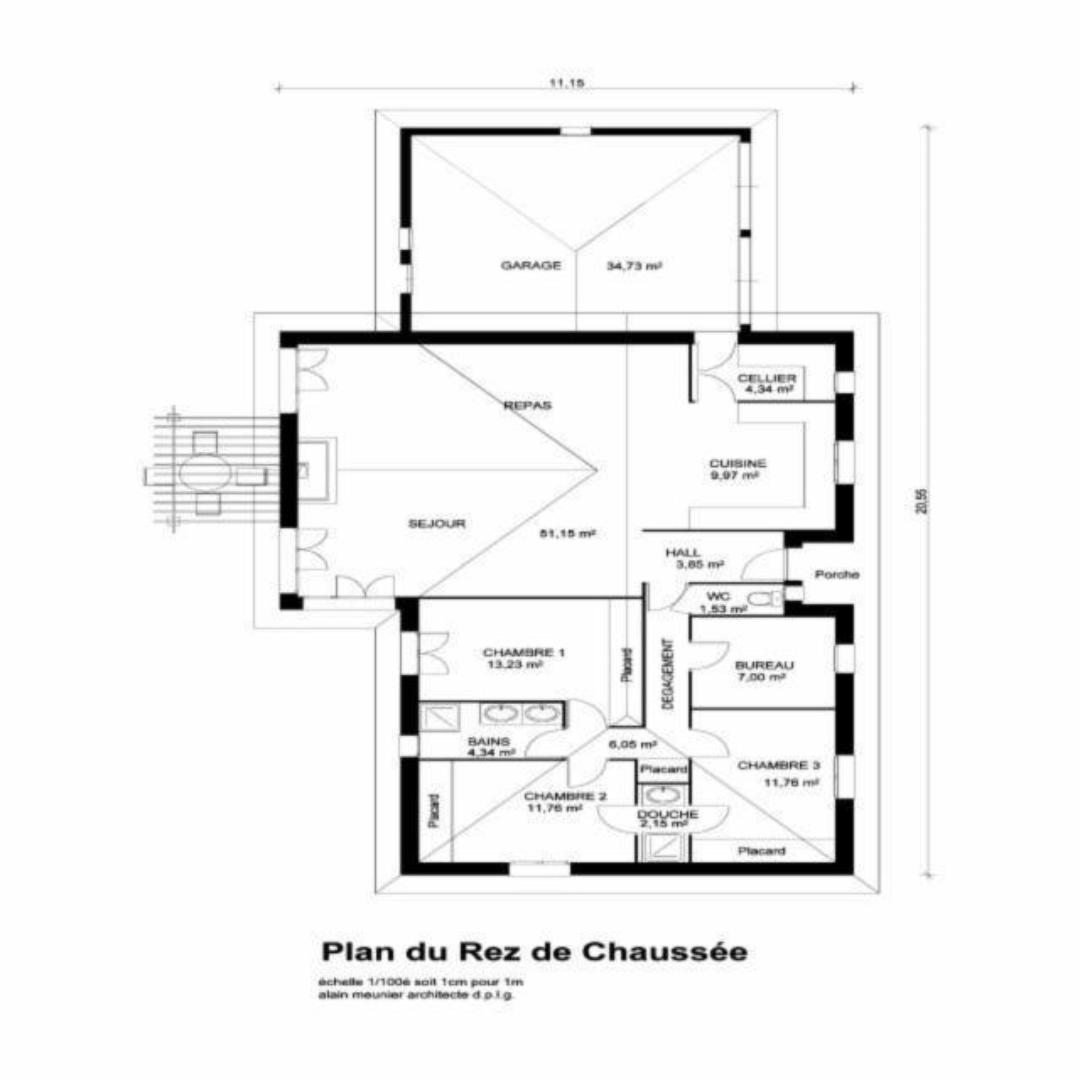 11.15
20,55
GARAGE 34,73 m²
CELLIER
4,34 m²
REPAS
CUISINE
9,97 m²
SEJOUR
51,15 m²
HALL
3,85 m²
Porche
WC
1,53 m²
CHAMBRE 1
13,23 m²
Placard
DEGAGEMENT
BUREAU
7,00 m²
BAINS
4,34 m²
6,05 m²
Placard
CHAMBRE 3
11,76 m²
Placard
CHAMBRE 2
11,76 m²
DOUCHE
2,15 m²
Placard
Plan du Rez de Chaussée
échelle 1/100è soit 1cm pour 1m
alain meunier architecte d.p.l.g.